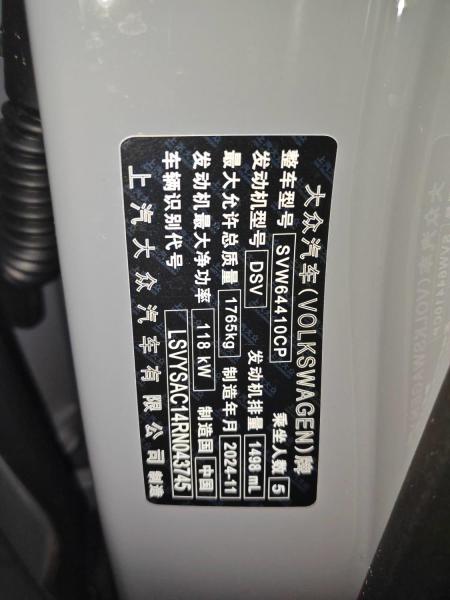 大众汽车(VOLKSWAGEN)牌
整车型号 SVW64410CP 乘坐人数 5
发动机型号 DSV 发动机排量 1498 mL
最大允许总质量 1765kg 制造年月 2024-11
发动机最大净功率 118 kW 制造国 中国
车辆识别代号 LSVYSAC14RN043745
上汽大众汽车有限公司 制造